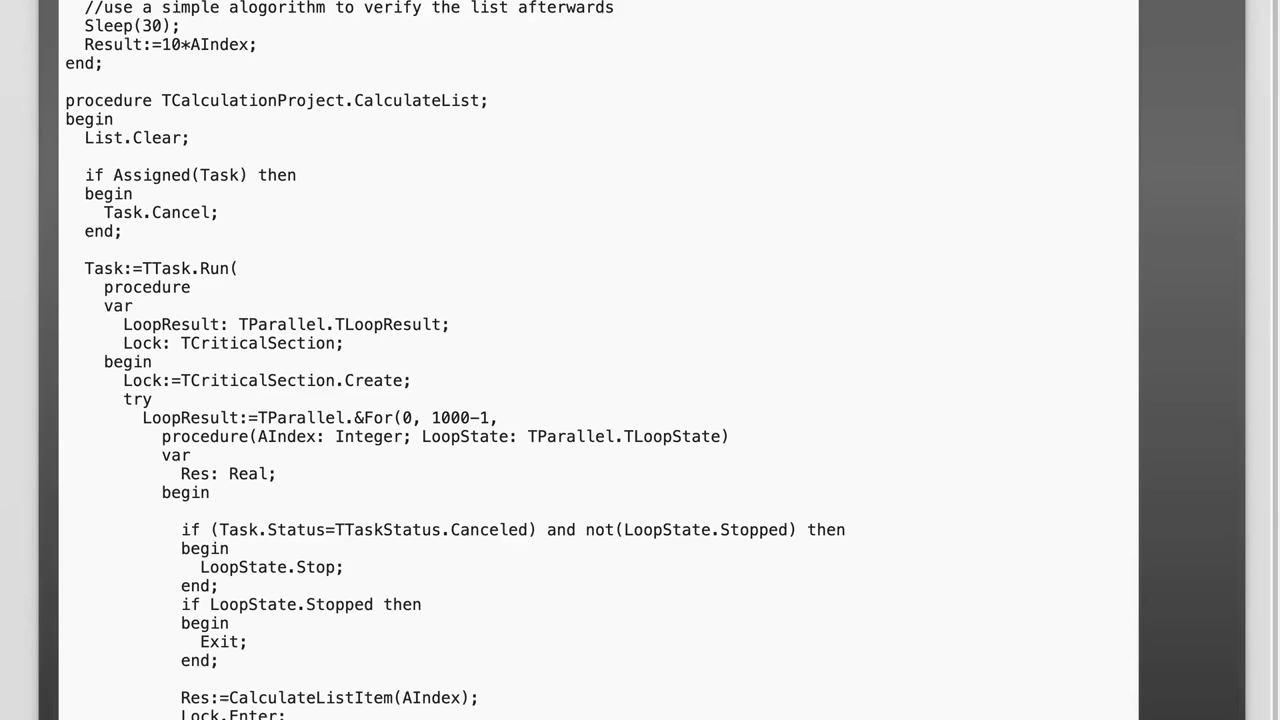 //use a simple alogorithm to verify the list afterwards
Sleep(30);
Result:=10*AIndex;
end;
procedure TCalculationProject.CalculateList;
begin
List.Clear;
if Assigned(Task) then
begin
Task.Cancel;
end;
Task:=TTask.Run(
procedure
var
LoopResult: TParallel.TLoopResult;
Lock: TCriticalSection;
begin
Lock:=TCriticalSection.Create;
try
LoopResult:=TParallel.&For(0, 1000-1,
procedure(AIndex: Integer; LoopState: TParallel.TLoopState)
var
Res: Real;
begin
if (Task.Status=TTaskStatus.Canceled) and not(LoopState.Stopped) then
begin
LoopState.Stop;
end;
if LoopState.Stopped then
begin
Exit;
end;
Res:=CalculateListItem(AIndex);
Lock.Enter;